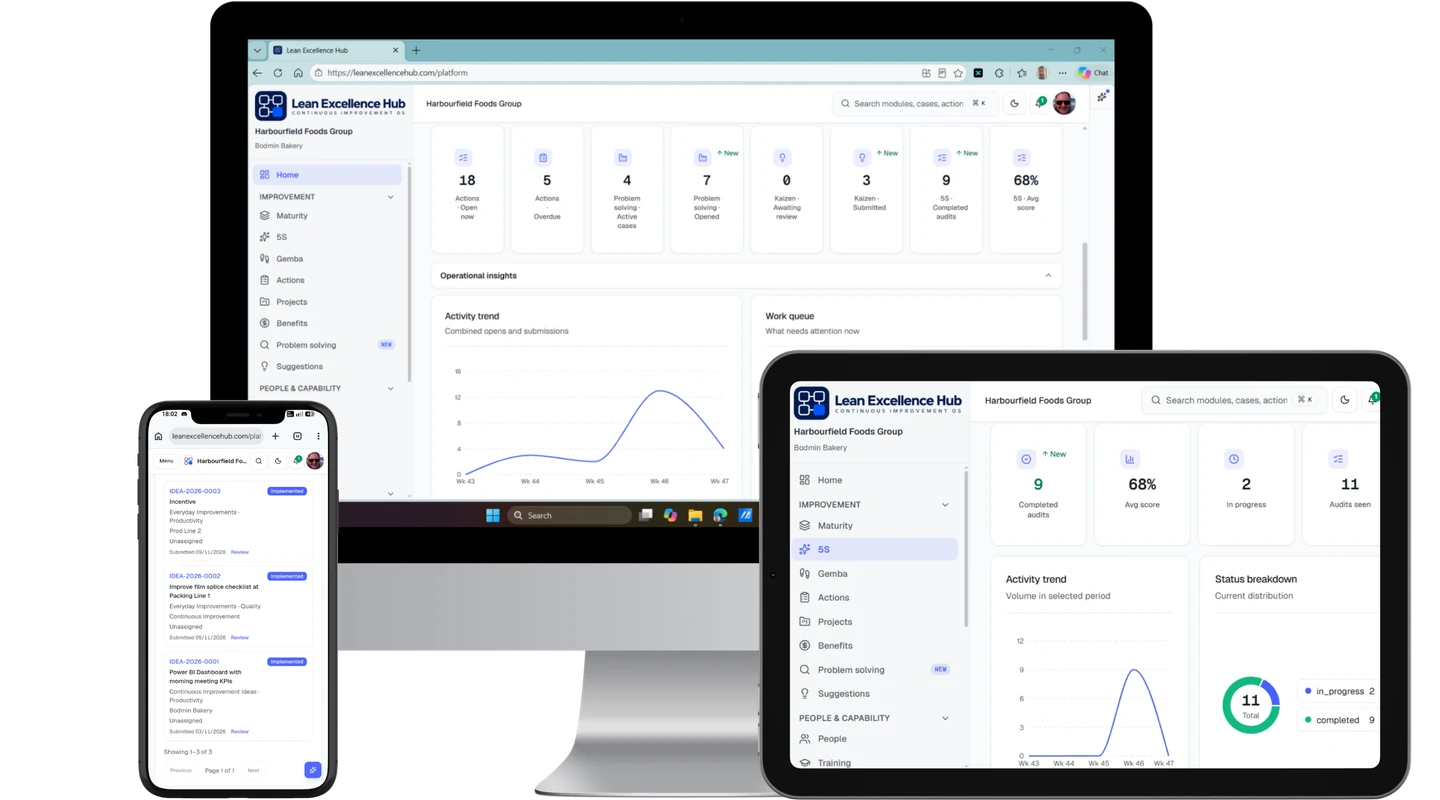 Lean Excellence Hub
https://leanexcellencehub.com/platform
Chat
Lean Excellence Hub
CONTINUOUS IMPROVEMENT OS
Harbourfield Foods Group
Bodmin Bakery
Harbourfield Foods Group
Search modules, cases, action
⌘ K
1
Home
IMPROVEMENT
Maturity
5S
Gemba
Actions
Projects
Benefits
Problem solving NEW
Suggestions
PEOPLE & CAPABILITY
18
Actions
· Open
now
5
Actions
·
Overdue
4
Problem
solving ·
Active
cases
↑ New
7
Problem
solving ·
Opened
0
Kaizen ·
Awaiting
review
↑ New
3
Kaizen ·
Submitted
↑ New
9
5S ·
Completed
audits
68%
5S · Avg
score
Operational insights
Activity trend
Combined opens and submissions
16
12
8
4
0
Wk 43 Wk 44 Wk 45 Wk 46 Wk 47
Work queue
What needs attention now
Search
18:02
leanexcellencehub.com/pla
Menu
Harbourfield Fo...
1
IDEA-2026-0003 Implemented
Incentive
Everyday Improvements ·
Productivity
Prod Line 2
Unassigned
Submitted 09/11/2026 Review
IDEA-2026-0002 Implemented
Improve film splice checklist at
Packing Line 1
Everyday Improvements · Quality
Continuous Improvement
Unassigned
Submitted 05/11/2026 Review
IDEA-2026-0001 Implemented
Power BI Dashboard with
morning meeting KPIs
Continuous Improvement Ideas ·
Productivity
Bodmin Bakery
Unassigned
Submitted 03/11/2026 Review
Showing 1–3 of 3
Previous Page 1 of 1 Next
Lean Excellence Hub
CONTINUOUS IMPROVEMENT OS
Harbourfield Foods Group
Bodmin Bakery
Harbourfield Foods Group
Search modules, cases, action
⌘ K
1
Home
IMPROVEMENT
Maturity
5S
Gemba
Actions
Projects
Benefits
Problem solving NEW
Suggestions
PEOPLE & CAPABILITY
People
Training
↑ New
9
Completed
audits
68%
Avg score
2
In progress
11
Audits seen
Activity trend
Volume in selected period
12
9
6
3
0
Wk 43 Wk 44 Wk 45 Wk 46 Wk 47
Status breakdown
Current distribution
11
Total
in_progress 2
completed 9